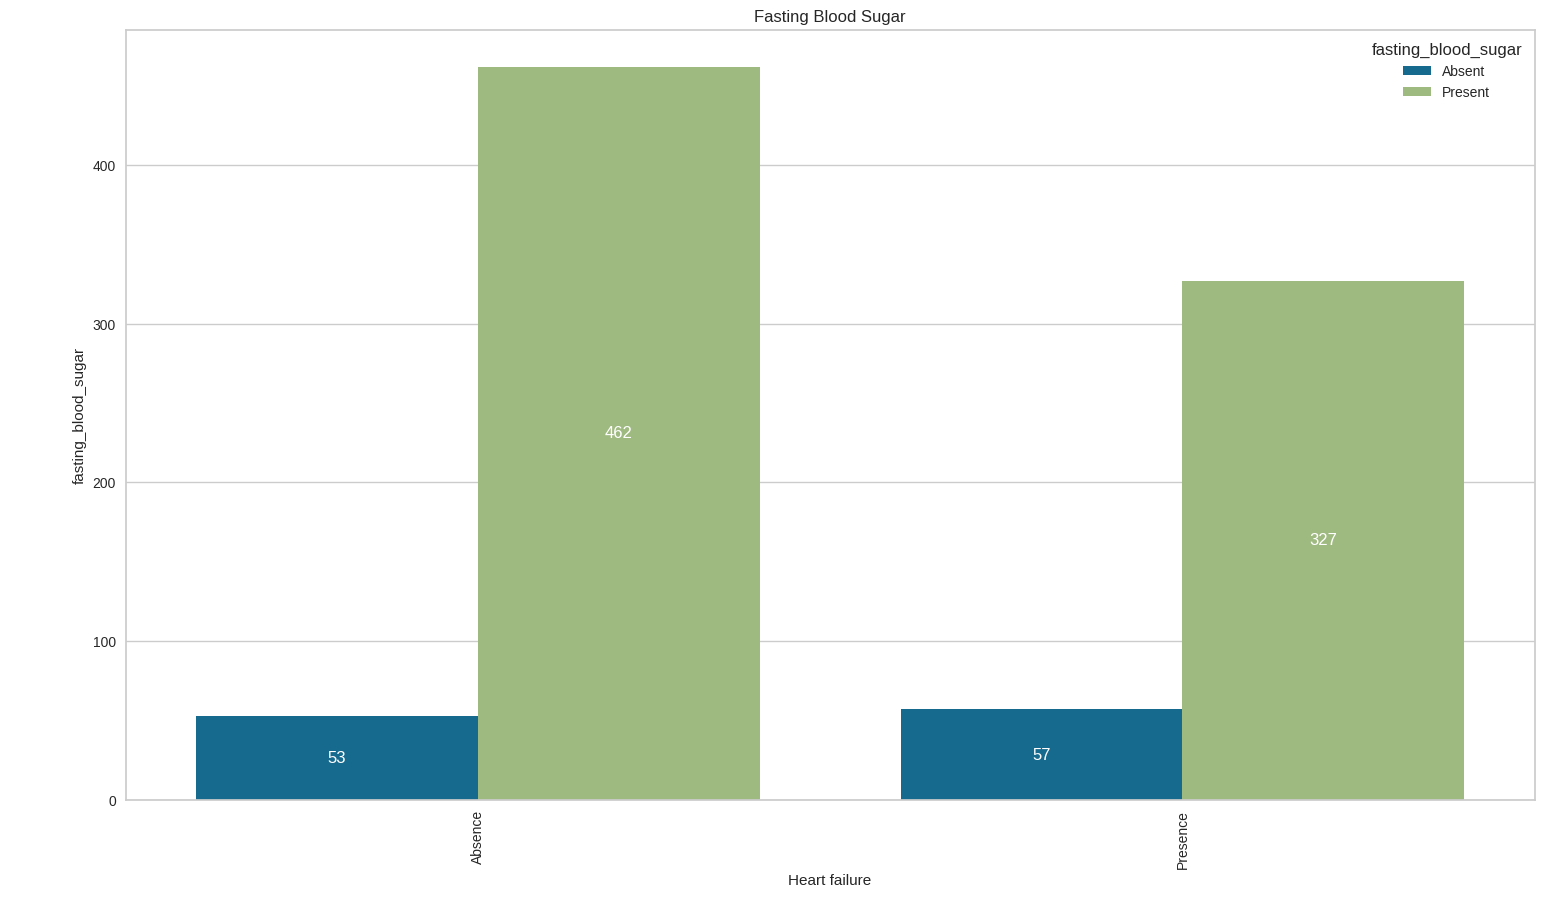 Fasting Blood Sugar
fasting_blood_sugar
Absent
Present
fasting_blood_sugar
400
300
200
100
0
462
327
53
57
Absence
Presence
Heart failure